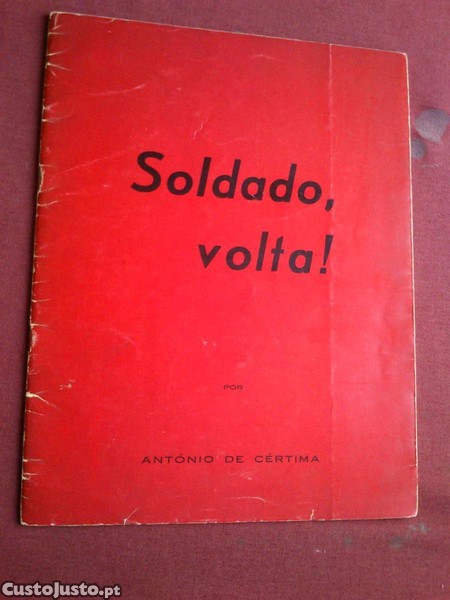 Soldado,
volta!
POR
ANTÓNIO DE CÉRTIMA
CustoJusto.pt